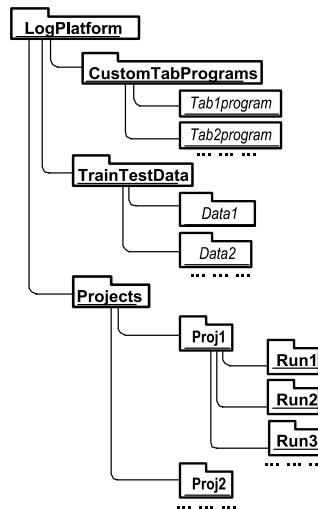 LogPlatform
CustomTabPrograms
Tab1program
Tab2program
... ... ...
TrainTestData
Data1
Data2
... ... ...
Projects
Proj1
Run1
Run2
Run3
... ... ...
Proj2
... ... ...